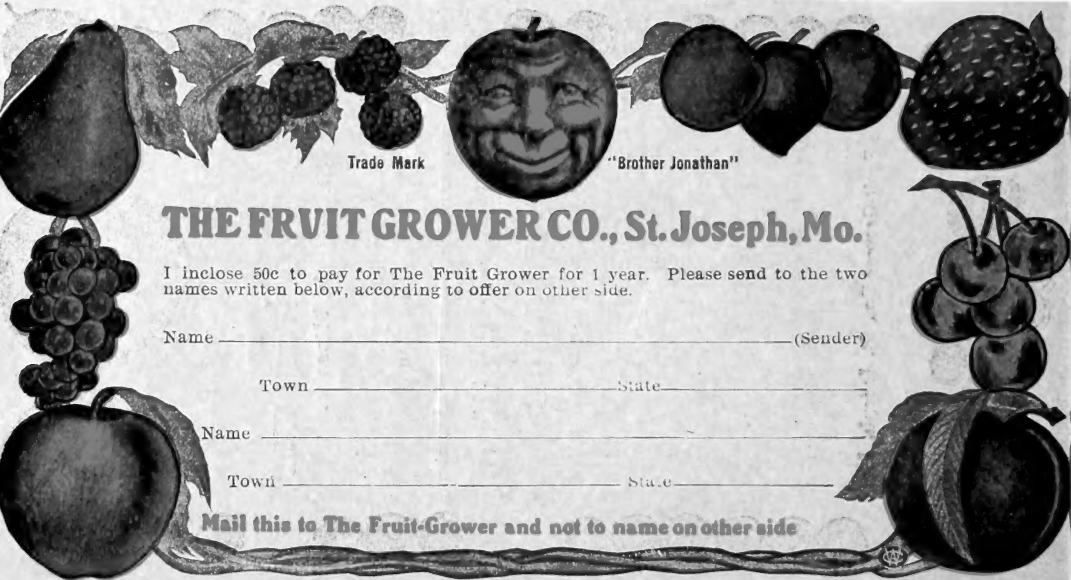 Trade Mark "Brother Jonathan"
THE FRUIT GROWER CO., St. Joseph, Mo.
I inclose 50c to pay for The Fruit Grower for 1 year. Please send to the two
names written below, according to offer on other side.
Name (Sender)
Town State
Name
Town State
Mail this to The Fruit-Grower and not to name on other side